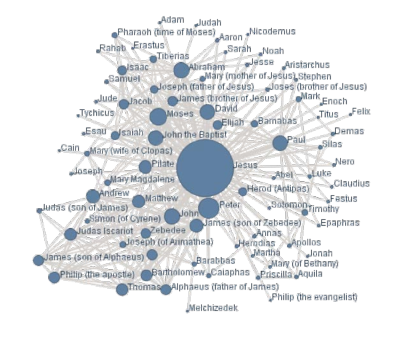 Adam
Judah
Nicodemus
Pharaoh (time of Moses)
Aaron
Rahab
Erastus
Sarah
Noah
Tiberias
Jesse
Isaac
Abraham
Aristarchus
Samuel
Mary (mother of Jesus)
Stephen
Joseph (father of Jesus)
Joses (brother of Jesus)
Jude
Jacob
James (brother of Jesus)
Mark
Enoch
Tychicus
Moses
David
Titus
Felix
Elijah
Barnabas
Esau
Isaiah
John the Baptist
Paul
Demas
Silas
Cain
Mary (wife of Clopas)
Pilate
Jesus
Nero
Joseph
Abel
Luke
Mary Magdalene
Claudius
Andrew
Herod (Antipas)
Matthew
Festus
Judas (son of James)
Peter
Solomon
Timothy
Simon (of Cyrene)
John
James (son of Zebedee)
Epaphras
Judas Iscariot
Zebedee
Annas
Joseph (of Arimathea)
Herodias
Apollos
James (son of Alphaeus)
Martha
Jonah
Barabbas
Mary (of Bethany)
Philip (the apostle)
Bartholomew
Caiaphas
Priscilla
Aquila
Thomas
Alphaeus (father of James)
Philip (the evangelist)
Melchizedek